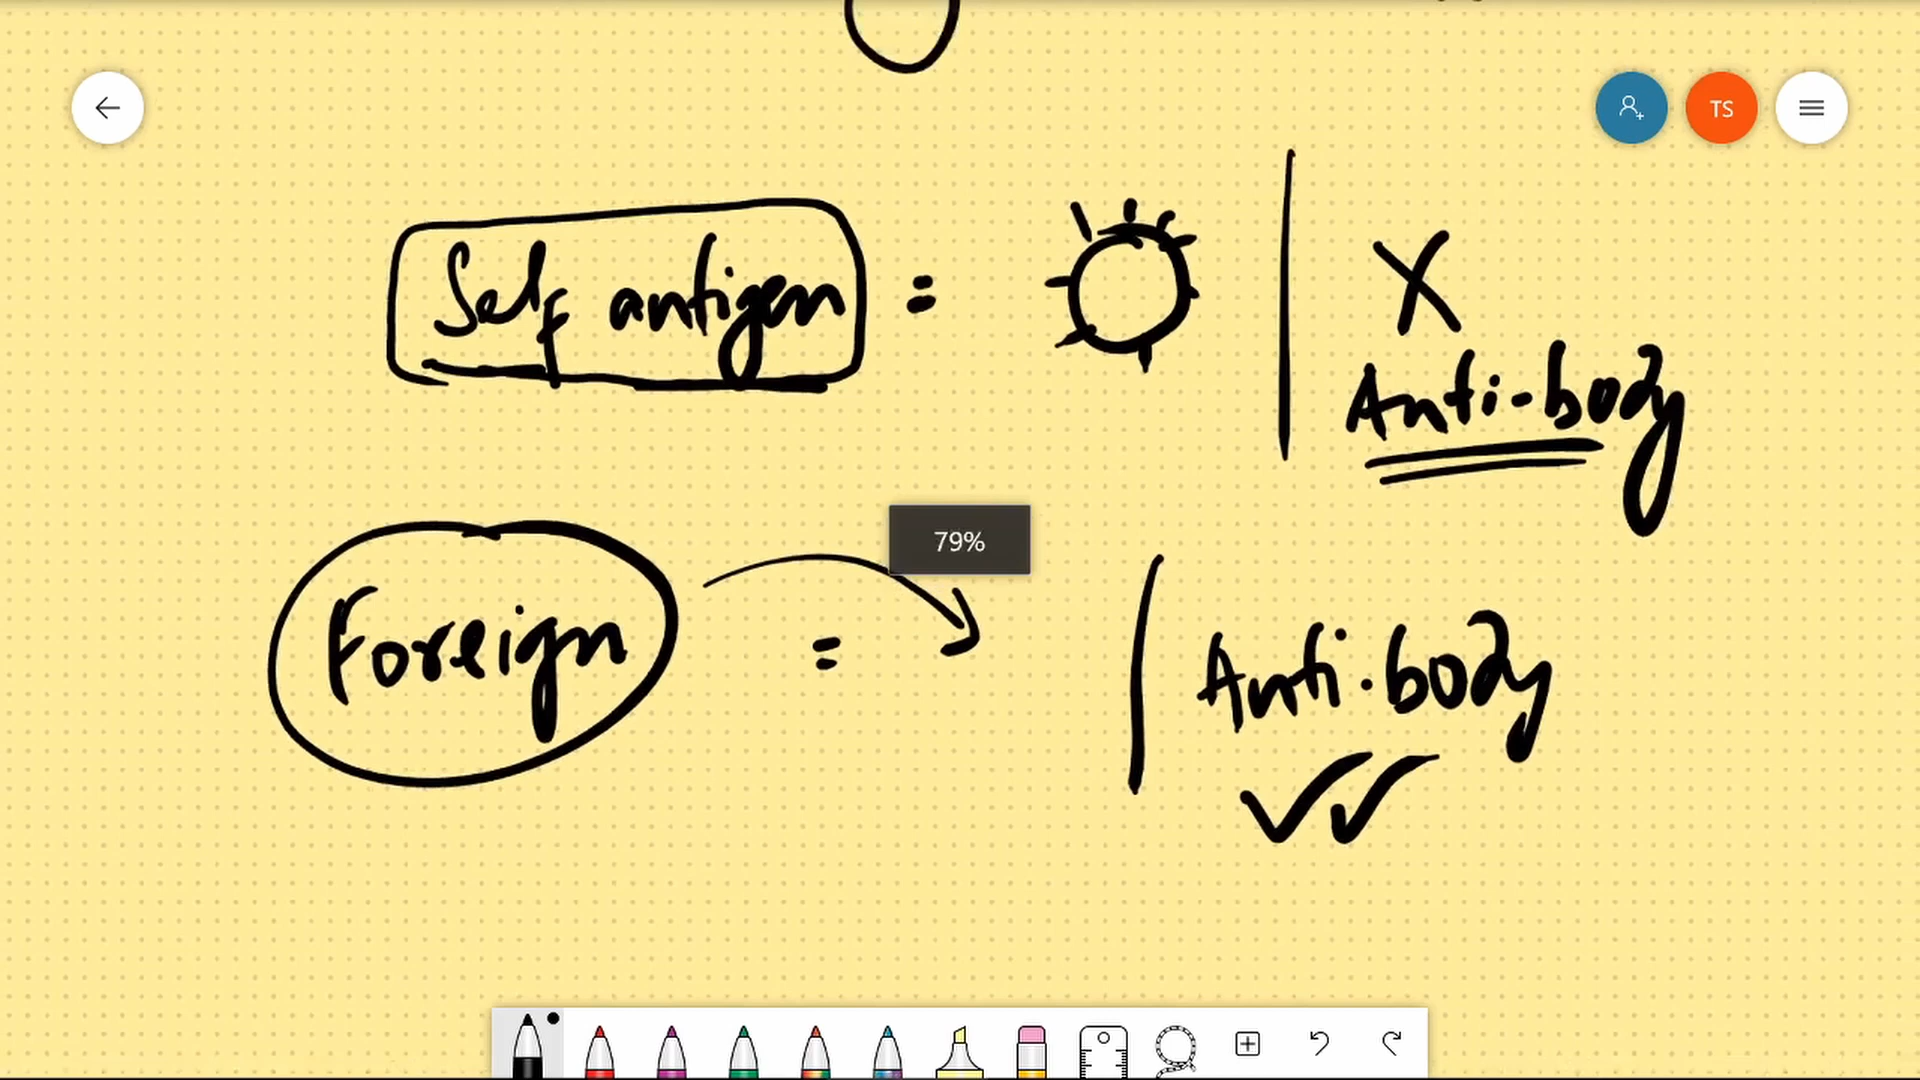 TS
Self antigen =
X
Anti-body
79%
Foreign = Anti-body